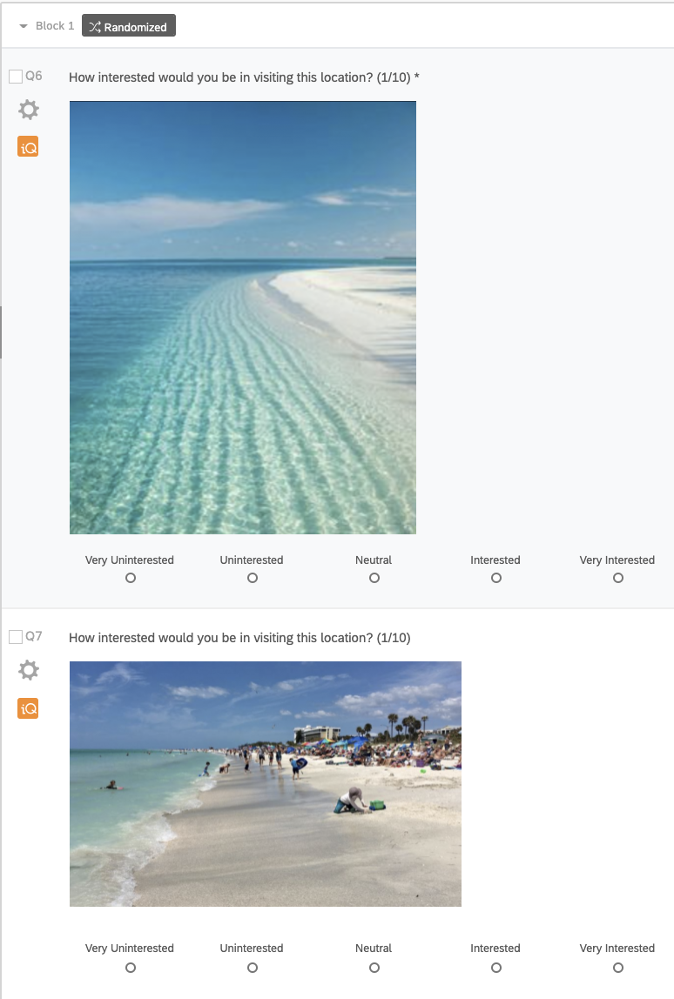 Block 1 Randomized
Q6 How interested would you be in visiting this location? (1/10) *
iQ
Very Uninterested Uninterested Neutral Interested Very Interested
Q7 How interested would you be in visiting this location? (1/10)
iQ
Very Uninterested Uninterested Neutral Interested Very Interested